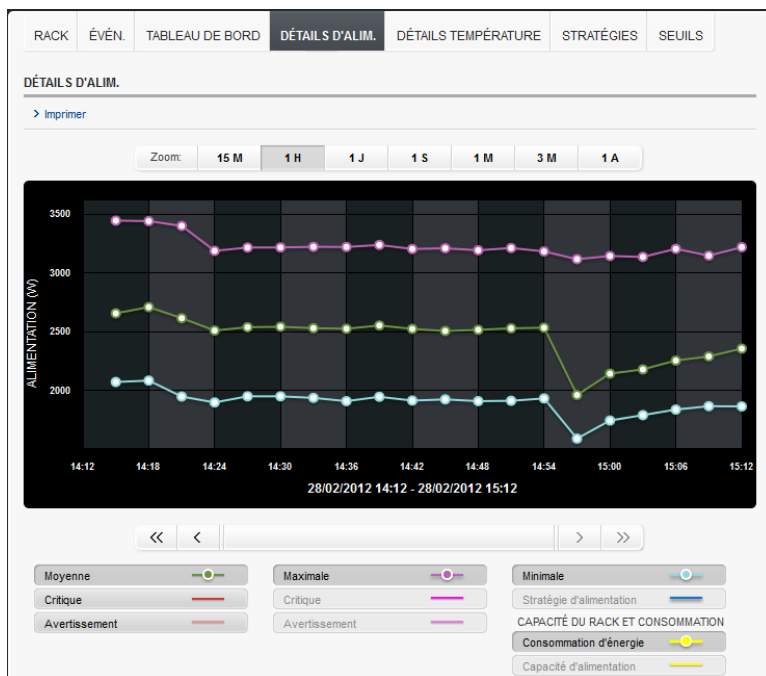 RACK ÉVÉN. TABLEAU DE BORD DÉTAILS D'ALIM. DÉTAILS TEMPÉRATURE STRATÉGIES SEUILS
DÉTAILS D'ALIM.
> Imprimer
Zoom: 15 M 1 H 1 J 1 S 1 M 3 M 1 A
ALIMENTATION (W)
3500
3000
2500
2000
14:12 14:18 14:24 14:30 14:36 14:42 14:48 14:54 15:00 15:06 15:12
28/02/2012 14:12 - 28/02/2012 15:12
Moyenne Maximale Minimale
Critique Critique Stratégie d'alimentation
Avertissement Avertissement CAPACITÉ DU RACK ET CONSOMMATION
Consommation d'énergie
Capacité d'alimentation